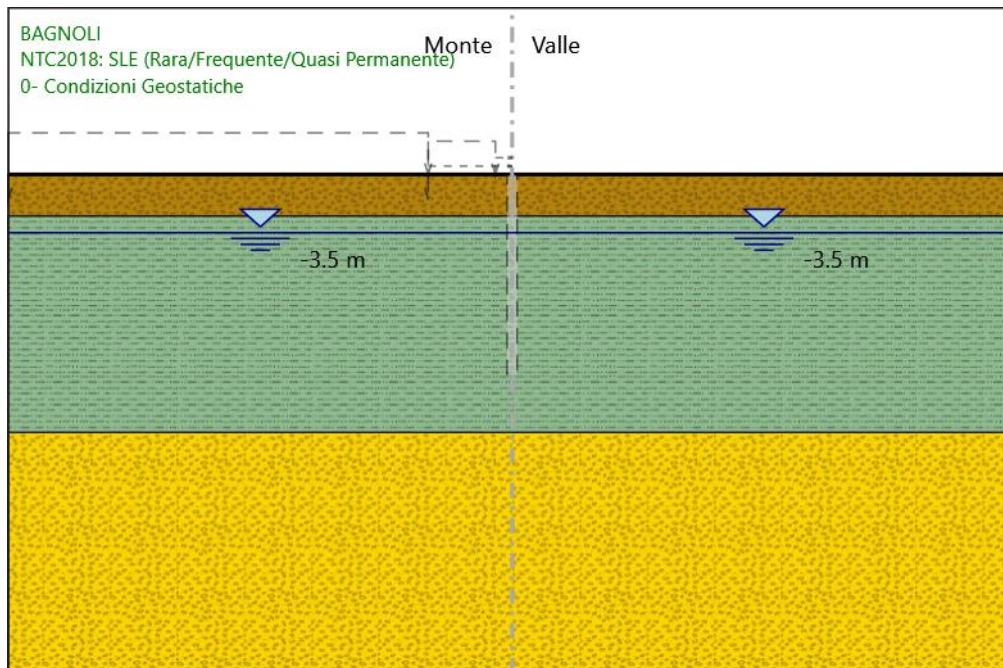 BAGNOLI
NTC2018: SLE (Rara/Frequente/Quasi Permanente)
0- Condizioni Geostatiche
Monte
Valle
-3.5 m
-3.5 m